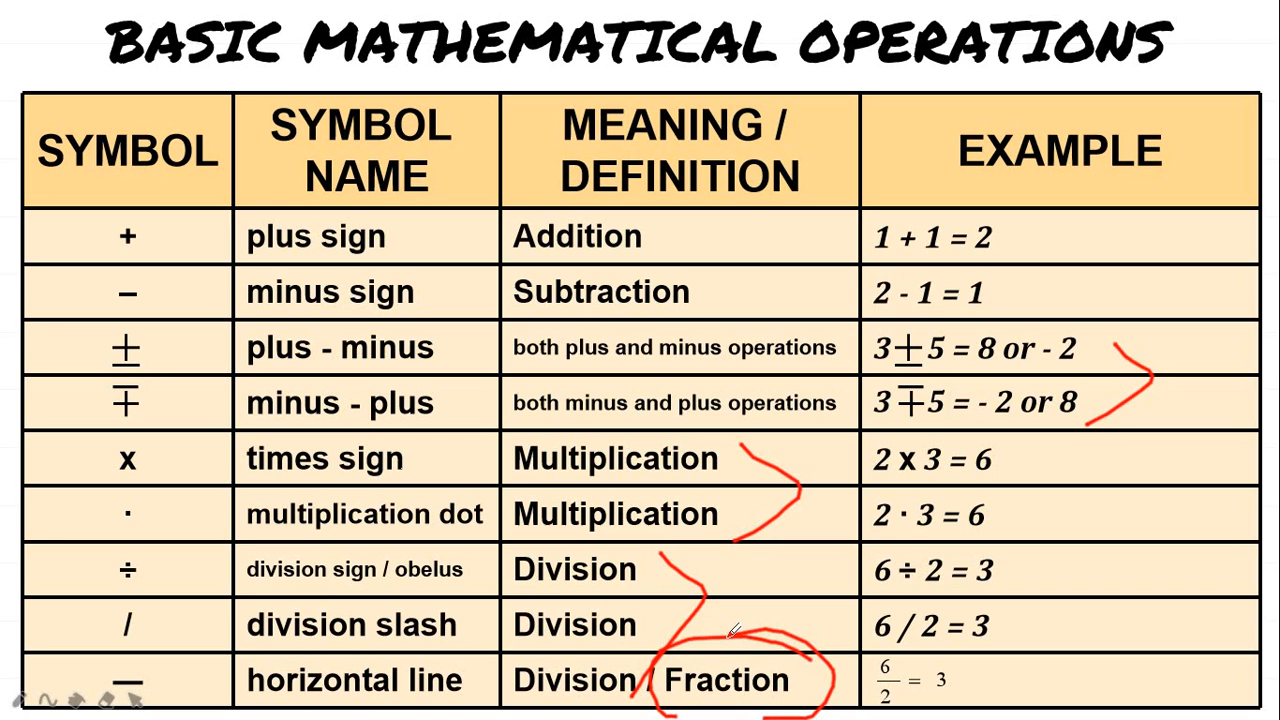 BASIC MATHEMATICAL OPERATIONS
SYMBOL SYMBOL NAME MEANING / DEFINITION EXAMPLE
+ plus sign Addition 1 + 1 = 2
– minus sign Subtraction 2 - 1 = 1
± plus - minus both plus and minus operations 3 ± 5 = 8 or - 2
∓ minus - plus both minus and plus operations 3 ∓ 5 = - 2 or 8
x times sign Multiplication 2 x 3 = 6
· multiplication dot Multiplication 2 · 3 = 6
÷ division sign / obelus Division 6 ÷ 2 = 3
/ division slash Division 6 / 2 = 3
— horizontal line Division / Fraction 6/2 = 3